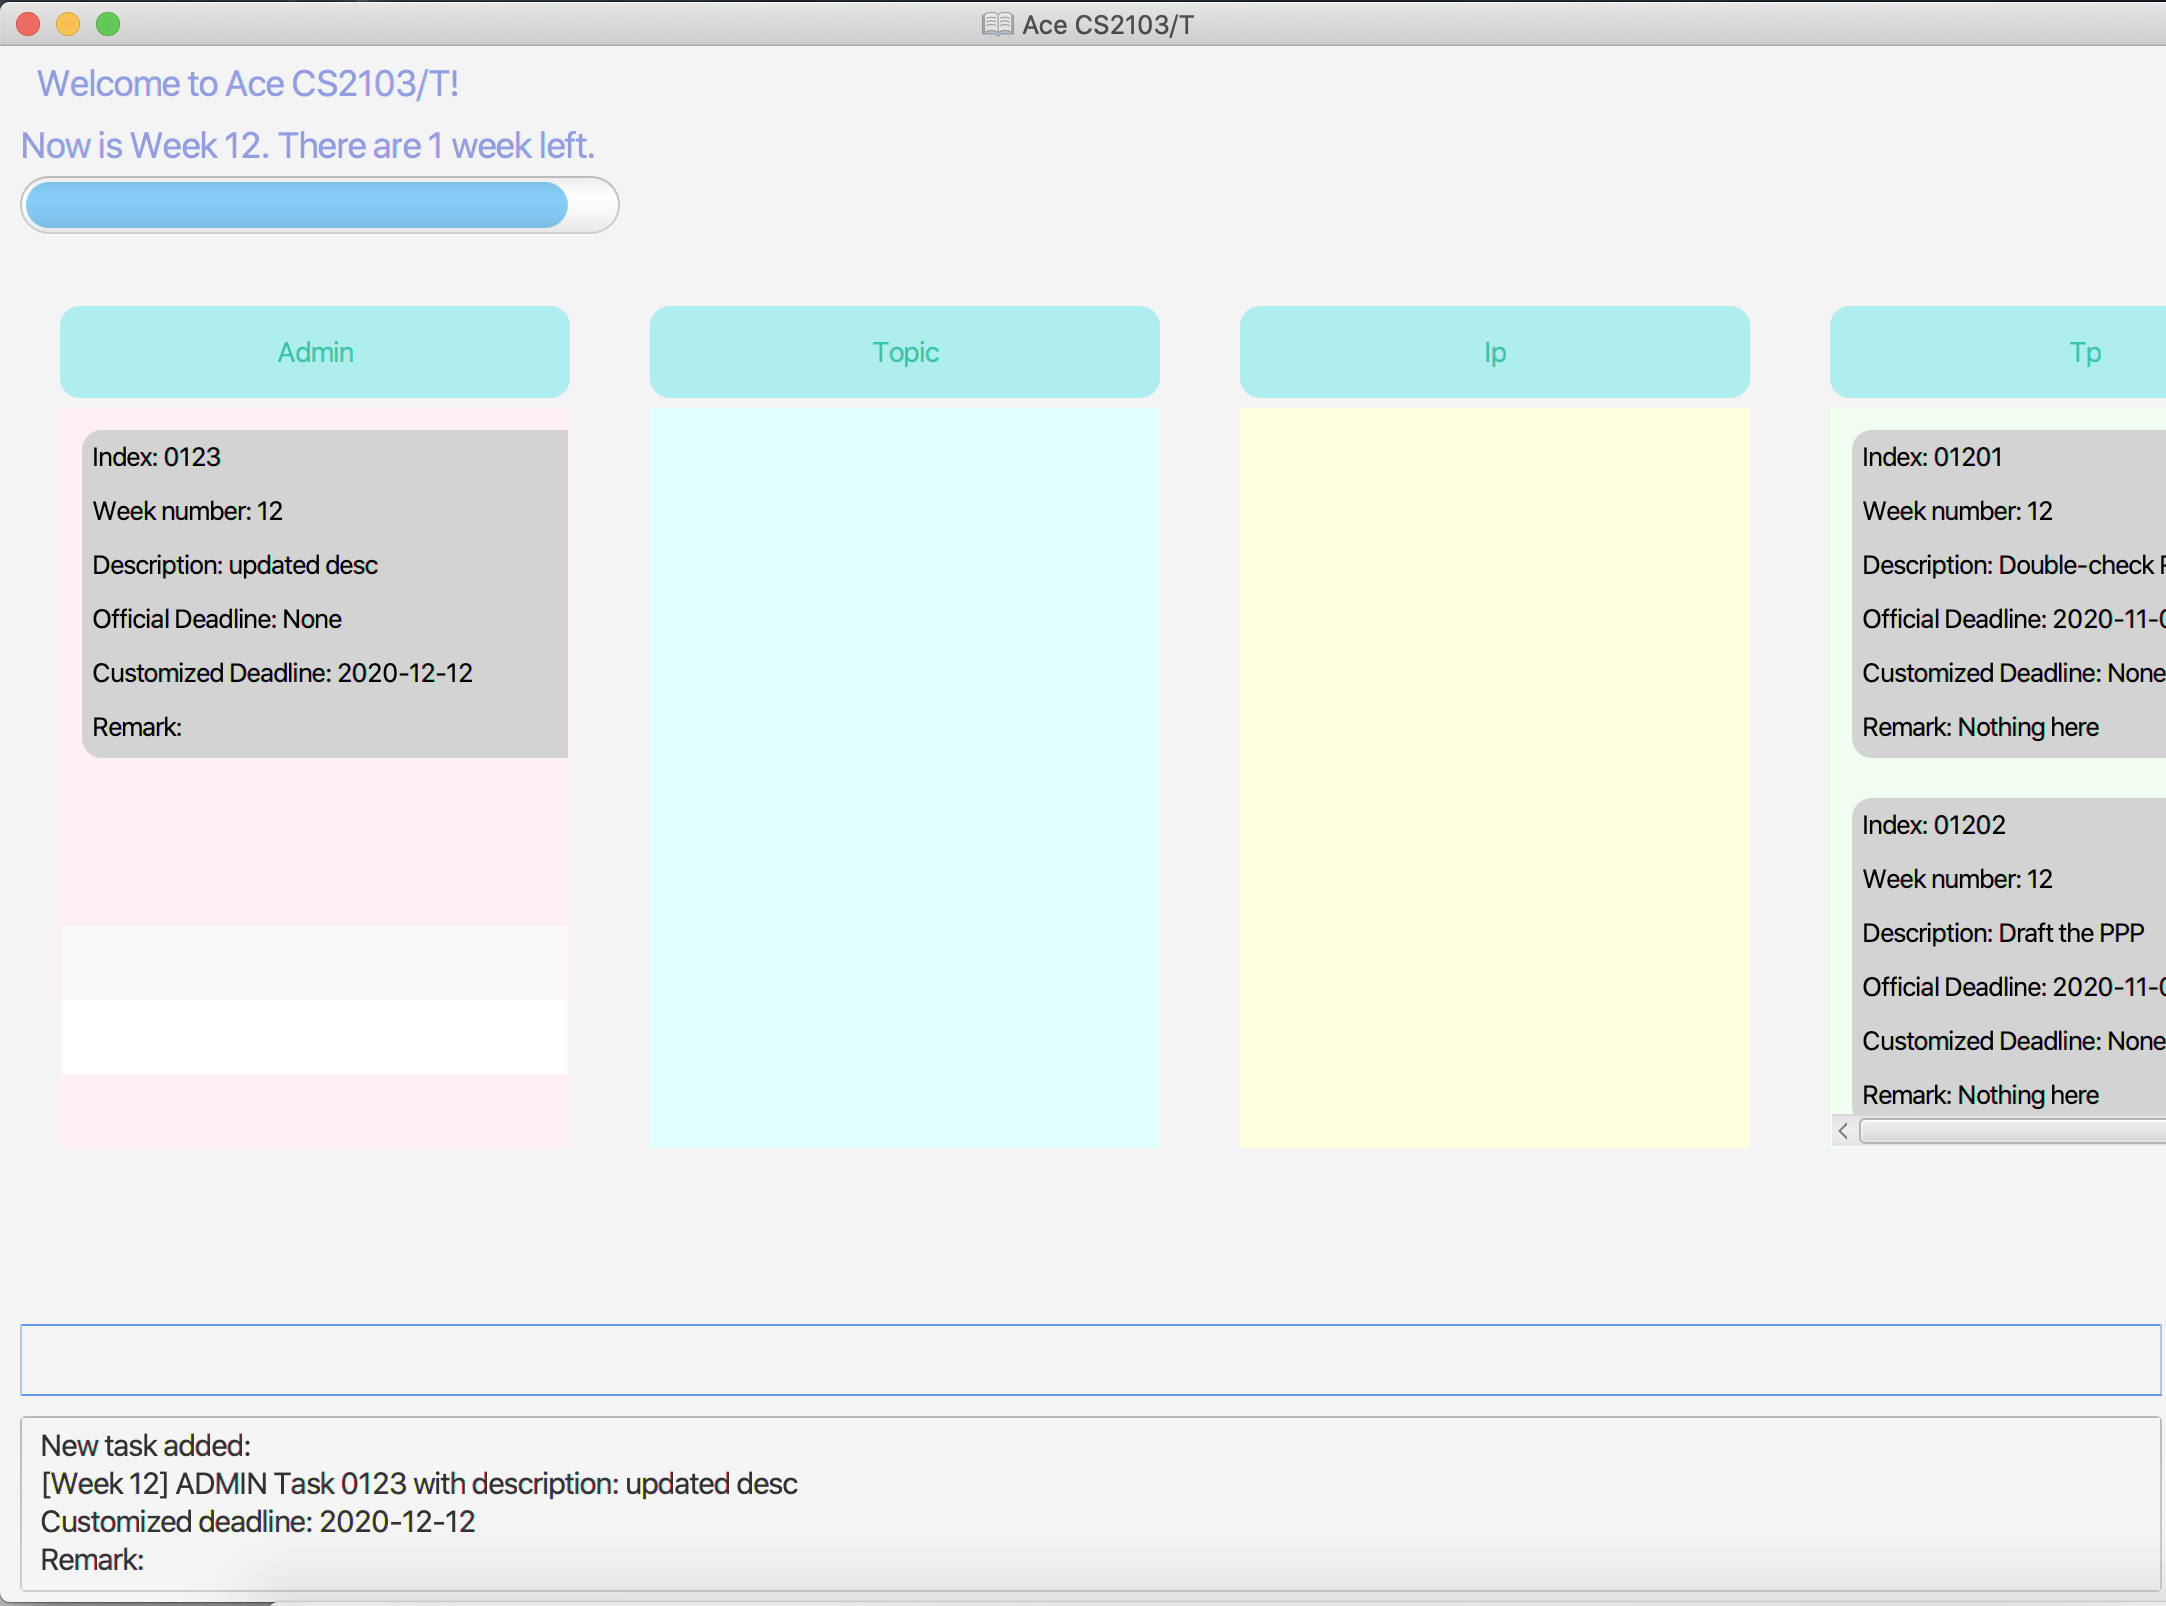 Ace CS2103/T
Welcome to Ace CS2103/T!
Now is Week 12. There are 1 week left.
Admin
Topic
Ip
Tp
Index: 0123
Week number: 12
Description: updated desc
Official Deadline: None
Customized Deadline: 2020-12-12
Remark:
Index: 01201
Week number: 12
Description: Double-check
Official Deadline: 2020-11-
Customized Deadline: None
Remark: Nothing here
Index: 01202
Week number: 12
Description: Draft the PPP
Official Deadline: 2020-11-
Customized Deadline: None
Remark: Nothing here
New task added:
[Week 12] ADMIN Task 0123 with description: updated desc
Customized deadline: 2020-12-12
Remark: